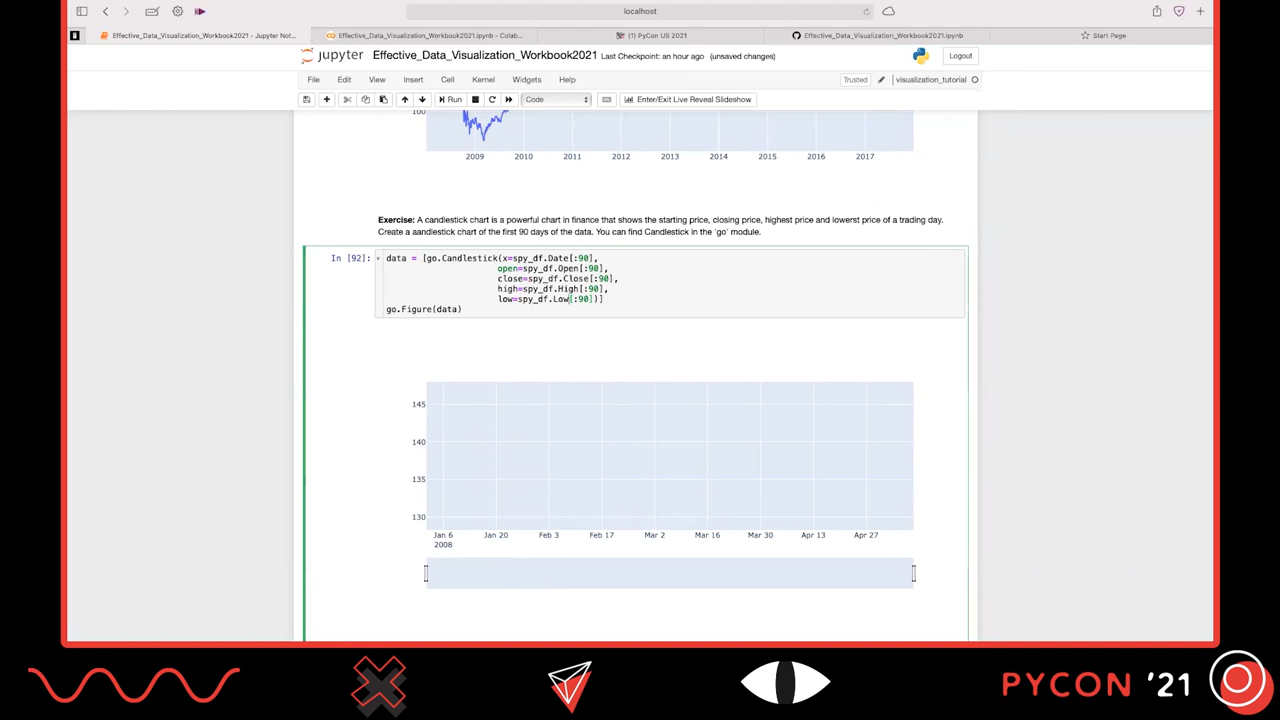 localhost
Effective_Data_Visualization_Workbook2021 - Jupyter Not...
Effective_Data_Visualization_Workbook2021.ipynb - Colab...
(1) PyCon US 2021
Effective_Data_Visualization_Workbook2021.ipynb
Start Page
jupyter Effective_Data_Visualization_Workbook2021 Last Checkpoint: an hour ago (unsaved changes)
Logout
File Edit View Insert Cell Kernel Widgets Help
Trusted visualization_tutorial
Run Code Enter/Exit Live Reveal Slideshow
100
2009 2010 2011 2012 2013 2014 2015 2016 2017
Exercise: A candlestick chart is a powerful chart in finance that shows the starting price, closing price, highest price and lowerst price of a trading day.
Create a aandlestick chart of the first 90 days of the data. You can find Candlestick in the `go` module.
In [92]:
data = [go.Candlestick(x=spy_df.Date[:90],
open=spy_df.Open[:90],
close=spy_df.Close[:90],
high=spy_df.High[:90],
low=spy_df.Low[:90])]
go.Figure(data)
145
140
135
130
Jan 6 Jan 20 Feb 3 Feb 17 Mar 2 Mar 16 Mar 30 Apr 13 Apr 27
2008
PYCON '21